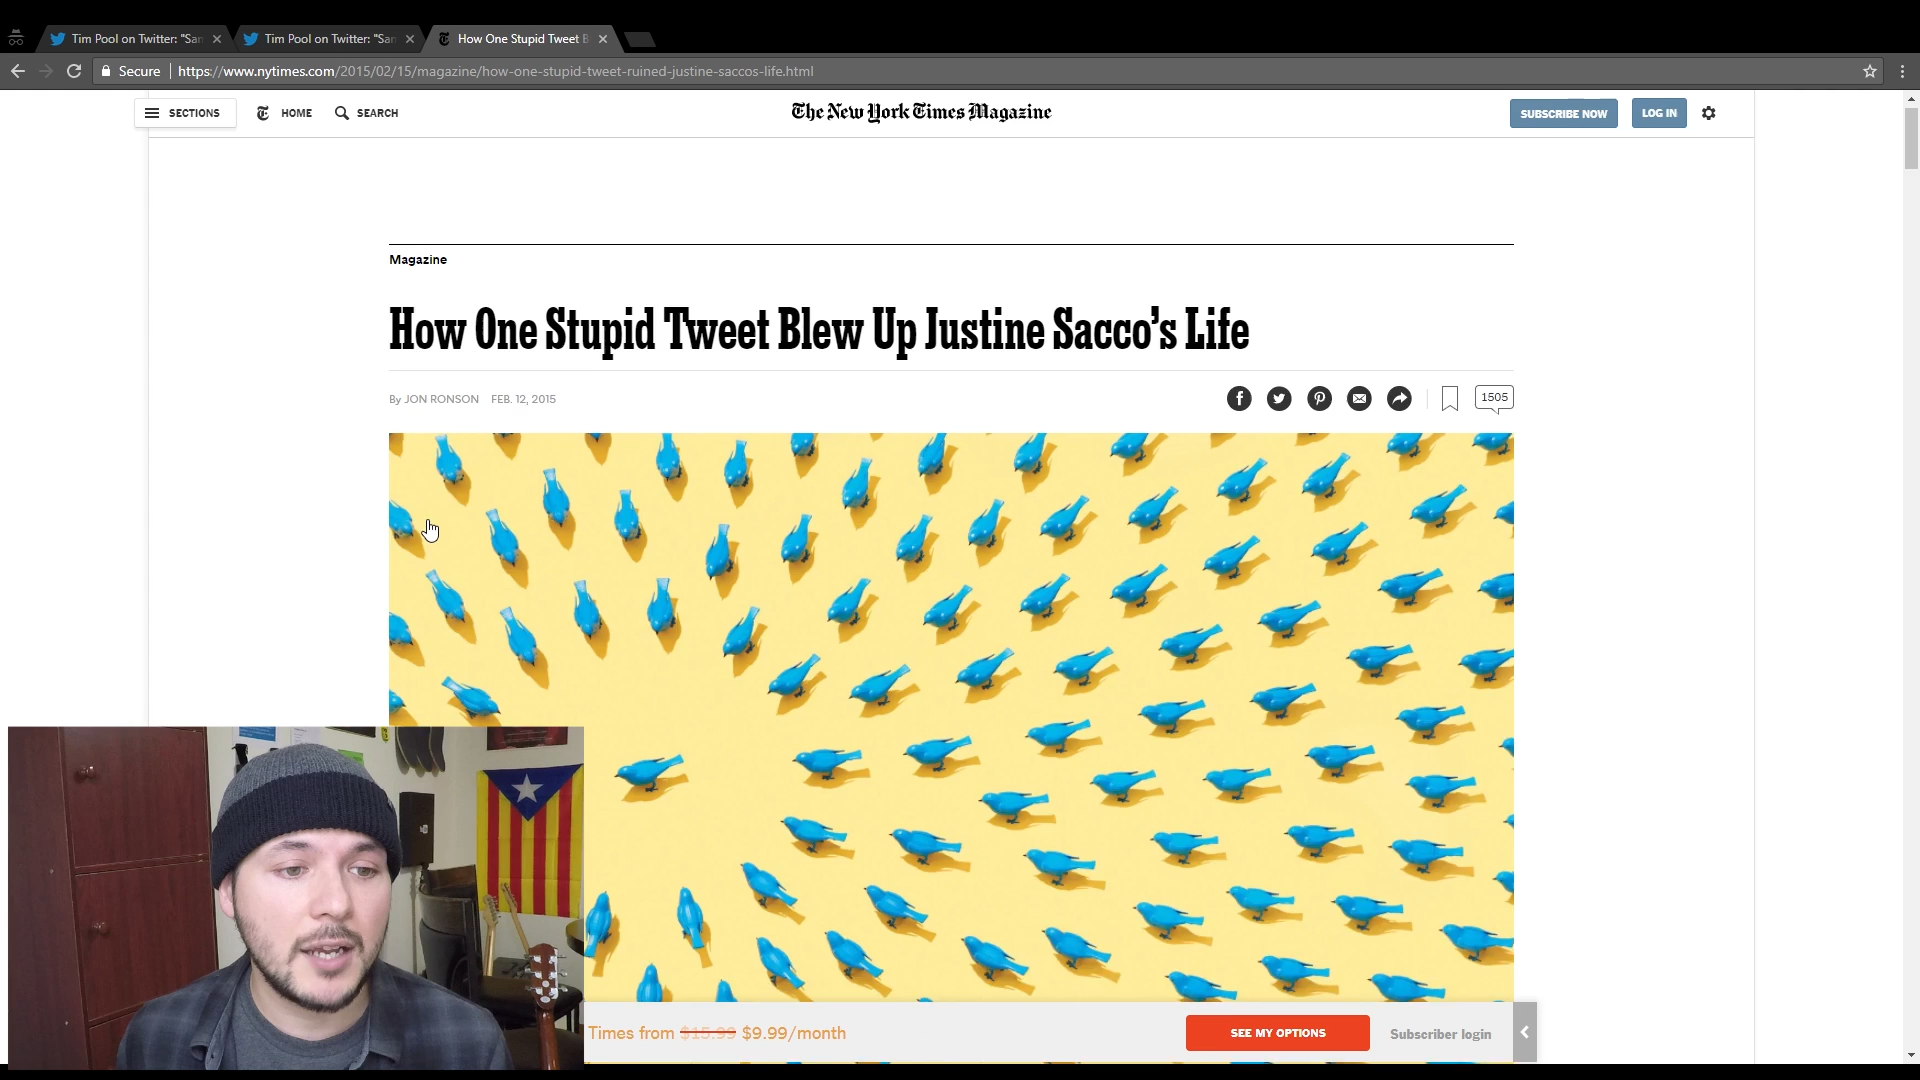 Tim Pool on Twitter: "San
Tim Pool on Twitter: "San
How One Stupid Tweet B
Secure
https://www.nytimes.com/2015/02/15/magazine/how-one-stupid-tweet-ruined-justine-saccos-life.html
SECTIONS
HOME
SEARCH
The New York Times Magazine
SUBSCRIBE NOW
LOG IN
Magazine
How One Stupid Tweet Blew Up Justine Sacco's Life
By JON RONSON FEB. 12, 2015
1505
Times from $15.99 $9.99/month
SEE MY OPTIONS
Subscriber login